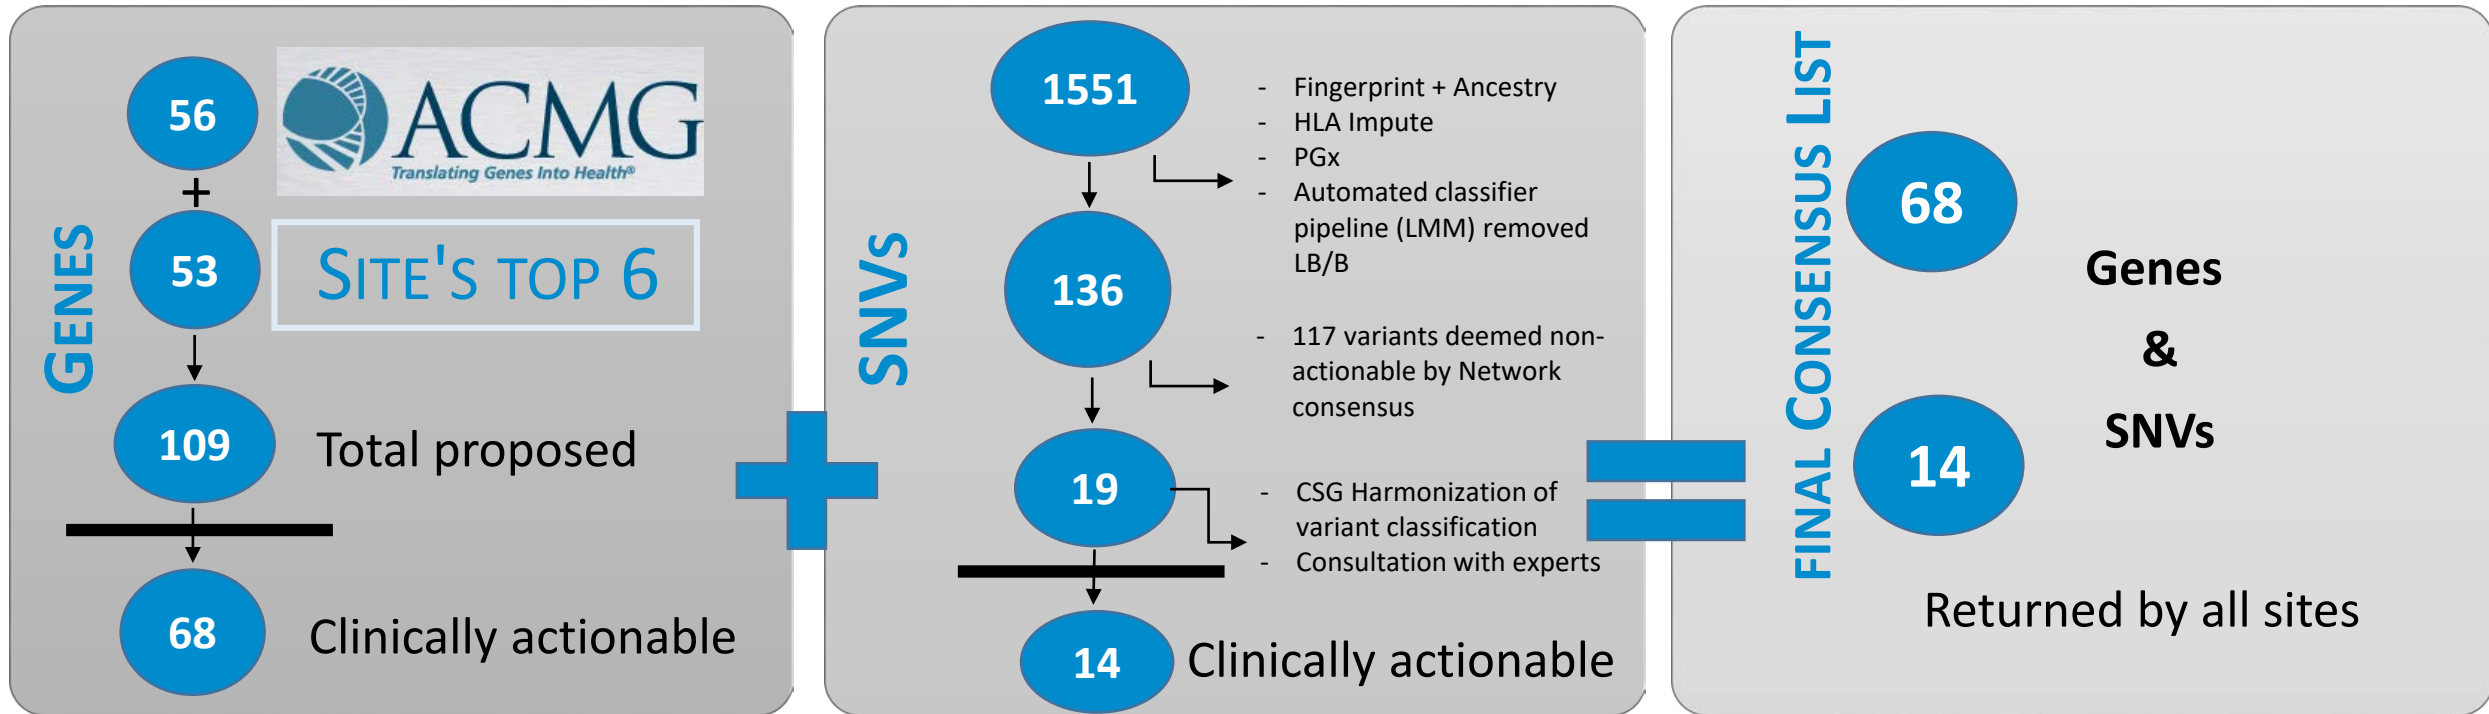 GENES
56
ACMG
Translating Genes Into Health®
+
53
SITE'S TOP 6
109
Total proposed
68
Clinically actionable
SNVs
1551
- Fingerprint + Ancestry
- HLA Impute
- PGx
- Automated classifier
pipeline (LMM) removed
LB/B
136
- 117 variants deemed non-
actionable by Network
consensus
19
- CSG Harmonization of
variant classification
- Consultation with experts
14
Clinically actionable
FINAL CONSENSUS LIST
68
Genes
&
SNVs
14
Returned by all sites